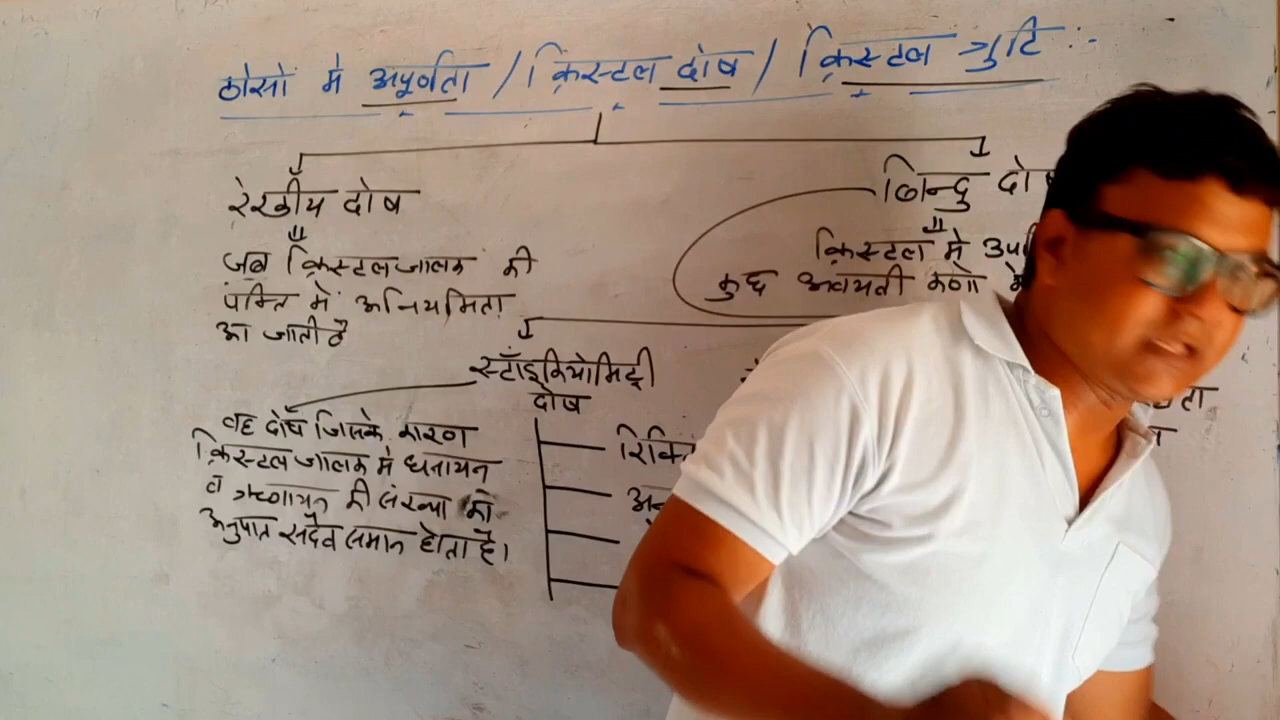 ठोसो मे अपूर्णता / क्रिस्टल दोष / क्रिस्टल त्रुटि :-
रेखीय दोष
जब क्रिस्टल जालक की
पंक्ति में अनियमिता
आ जाती है
बिन्दु दो
क्रिस्टल मे उप
कुछ अवयवी कणो
स्टॉइकियोमिट्री
दोष
वह दोष जिसके कारण
क्रिस्टल जालक मे धनायन
व ऋणायन की संख्या का
अनुपात सदैव समान होता है।
रिक्ति